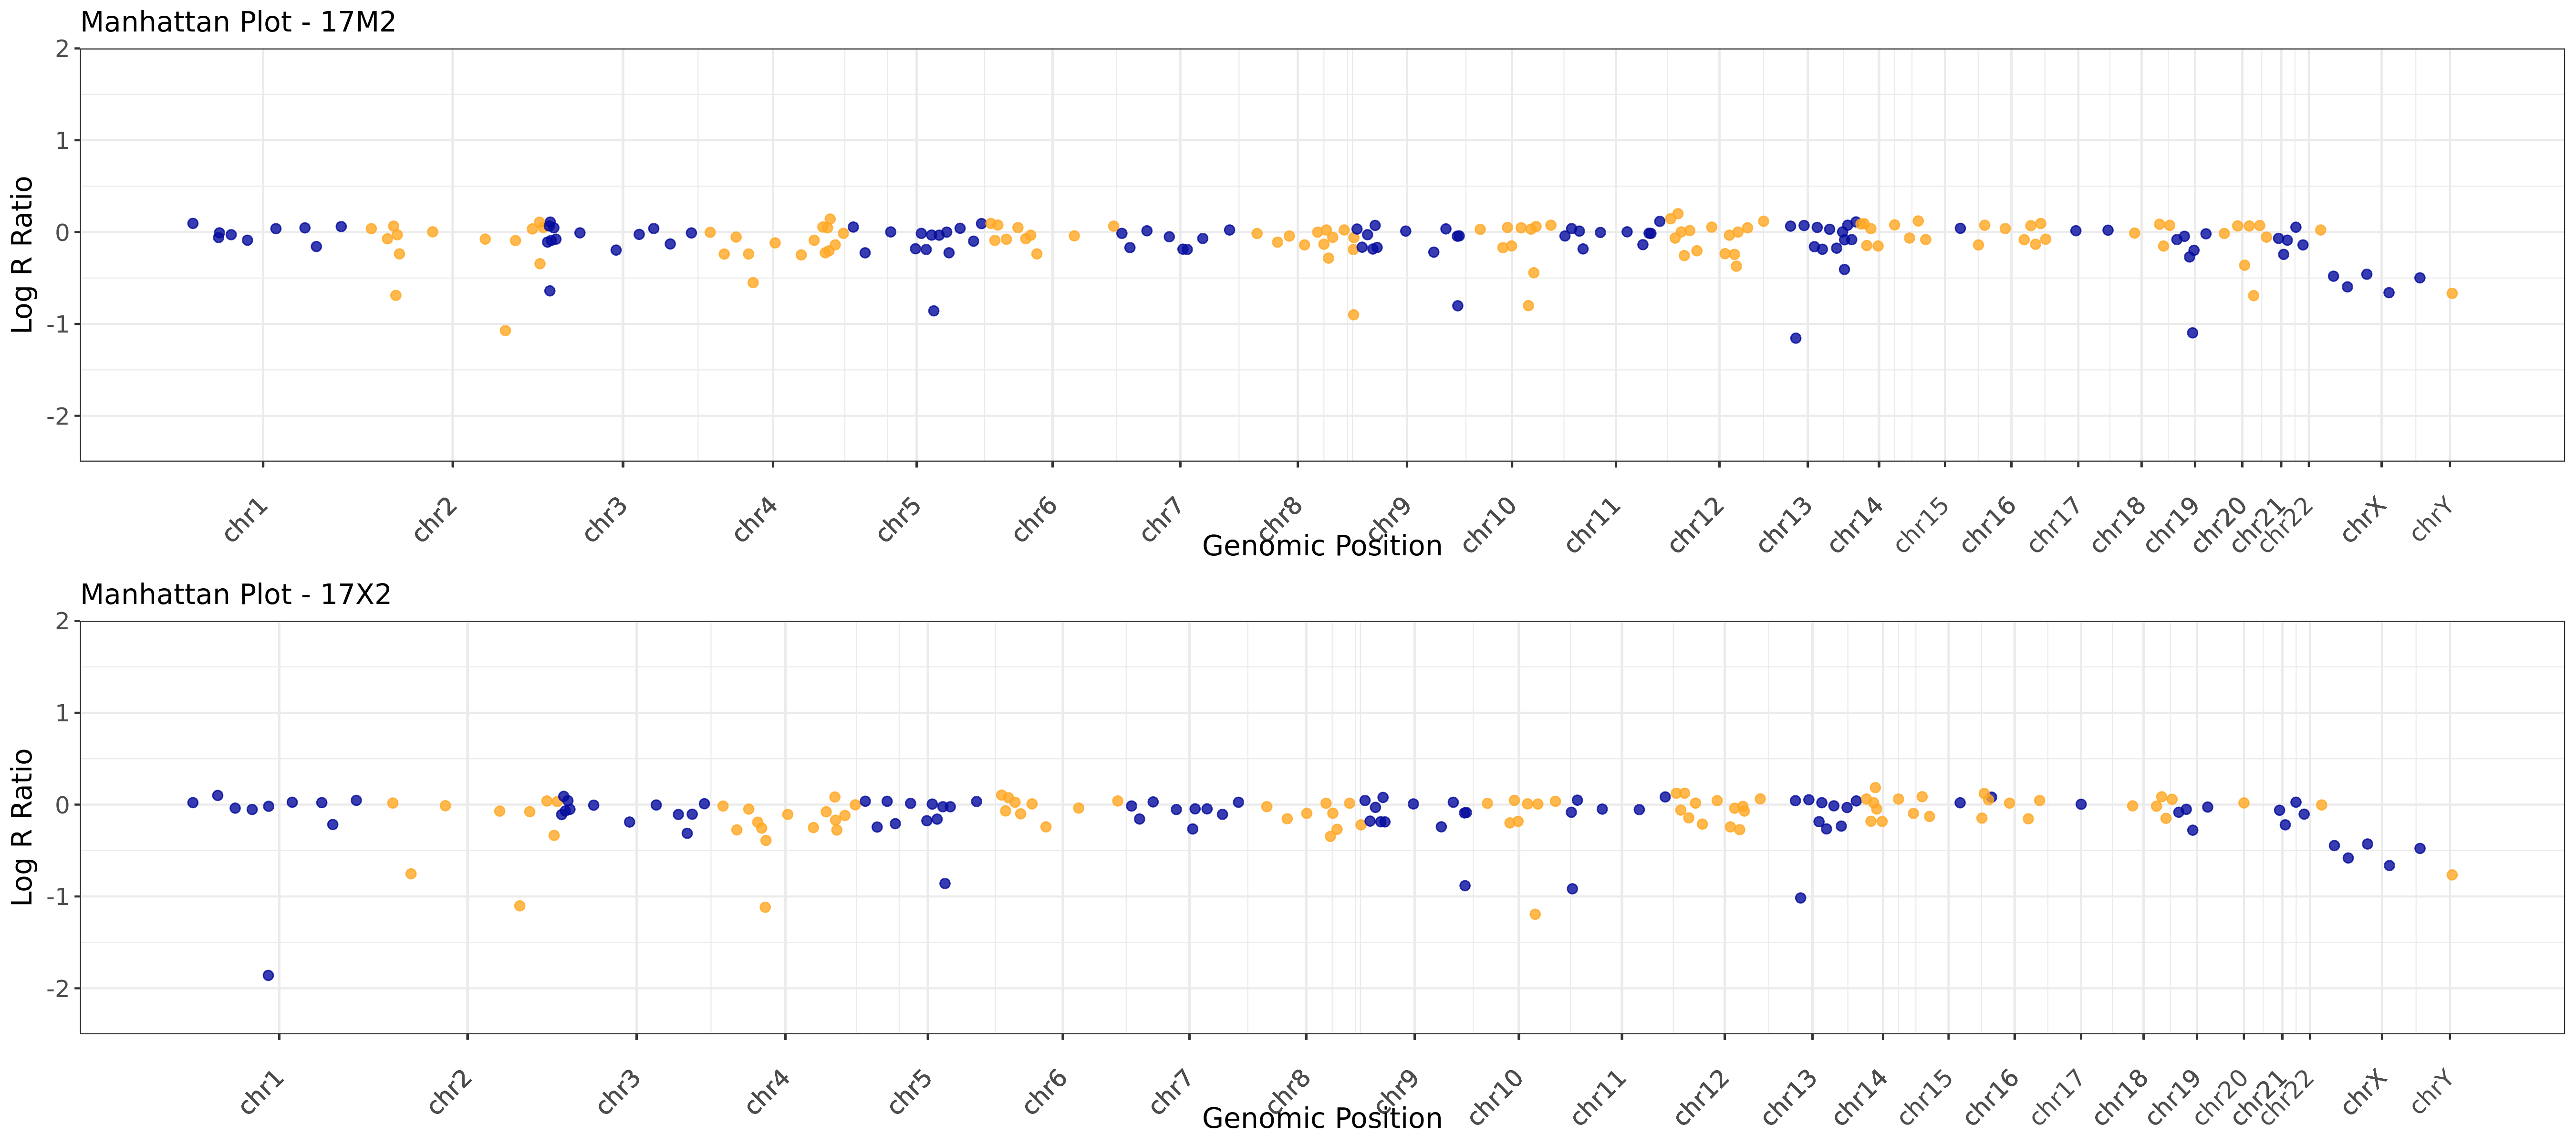 Manhattan Plot - 17M2
2
1
0
-1
-2
Log R Ratio
chr1 chr2 chr3 chr4 chr5 chr6 chr7 chr8 chr9 chr10 chr11 chr12 chr13 chr14 chr15 chr16 chr17 chr18 chr19 chr20 chr21 chr22 chrX chrY
Genomic Position
Manhattan Plot - 17X2
2
1
0
-1
-2
Log R Ratio
chr1 chr2 chr3 chr4 chr5 chr6 chr7 chr8 chr9 chr10 chr11 chr12 chr13 chr14 chr15 chr16 chr17 chr18 chr19 chr20 chr21 chr22 chrX chrY
Genomic Position